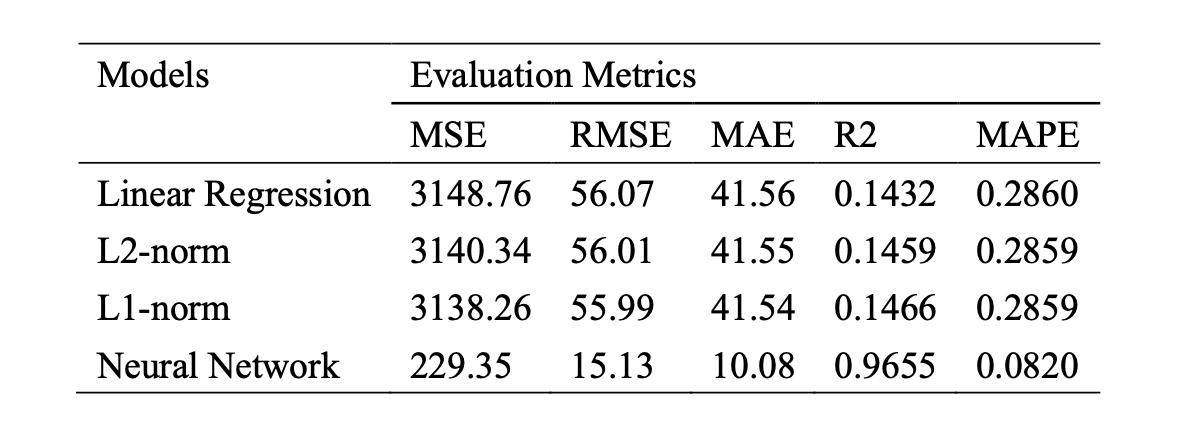 Models Evaluation Metrics
MSE RMSE MAE R2 MAPE
Linear Regression 3148.76 56.07 41.56 0.1432 0.2860
L2-norm 3140.34 56.01 41.55 0.1459 0.2859
L1-norm 3138.26 55.99 41.54 0.1466 0.2859
Neural Network 229.35 15.13 10.08 0.9655 0.0820